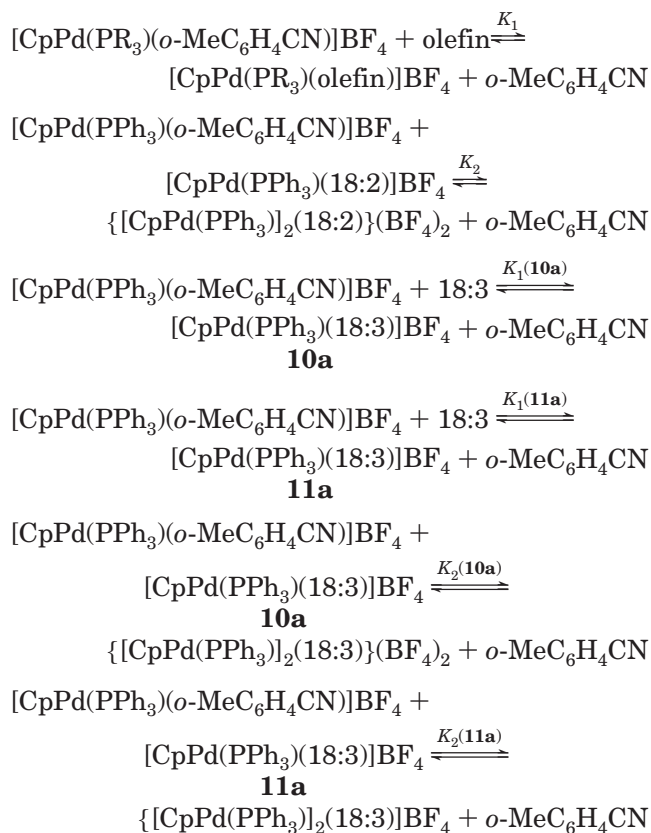 [CpPd(PR₃)(o-MeC₆H₄CN)]BF₄ + olefin ⇌ K₁
[CpPd(PR₃)(olefin)]BF₄ + o-MeC₆H₄CN
[CpPd(PPh₃)(o-MeC₆H₄CN)]BF₄ +
[CpPd(PPh₃)(18:2)]BF₄ ⇌ K₂
{[CpPd(PPh₃)]₂(18:2)}(BF₄)₂ + o-MeC₆H₄CN
[CpPd(PPh₃)(o-MeC₆H₄CN)]BF₄ + 18:3 ⇌ K₁(10a)
[CpPd(PPh₃)(18:3)]BF₄ + o-MeC₆H₄CN
10a
[CpPd(PPh₃)(o-MeC₆H₄CN)]BF₄ + 18:3 ⇌ K₁(11a)
[CpPd(PPh₃)(18:3)]BF₄ + o-MeC₆H₄CN
11a
[CpPd(PPh₃)(o-MeC₆H₄CN)]BF₄ +
[CpPd(PPh₃)(18:3)]BF₄ ⇌ K₂(10a)
10a
{[CpPd(PPh₃)]₂(18:3)}(BF₄)₂ + o-MeC₆H₄CN
[CpPd(PPh₃)(o-MeC₆H₄CN)]BF₄ +
[CpPd(PPh₃)(18:3)]BF₄ ⇌ K₂(11a)
11a
{[CpPd(PPh₃)]₂(18:3)]BF₄ + o-MeC₆H₄CN